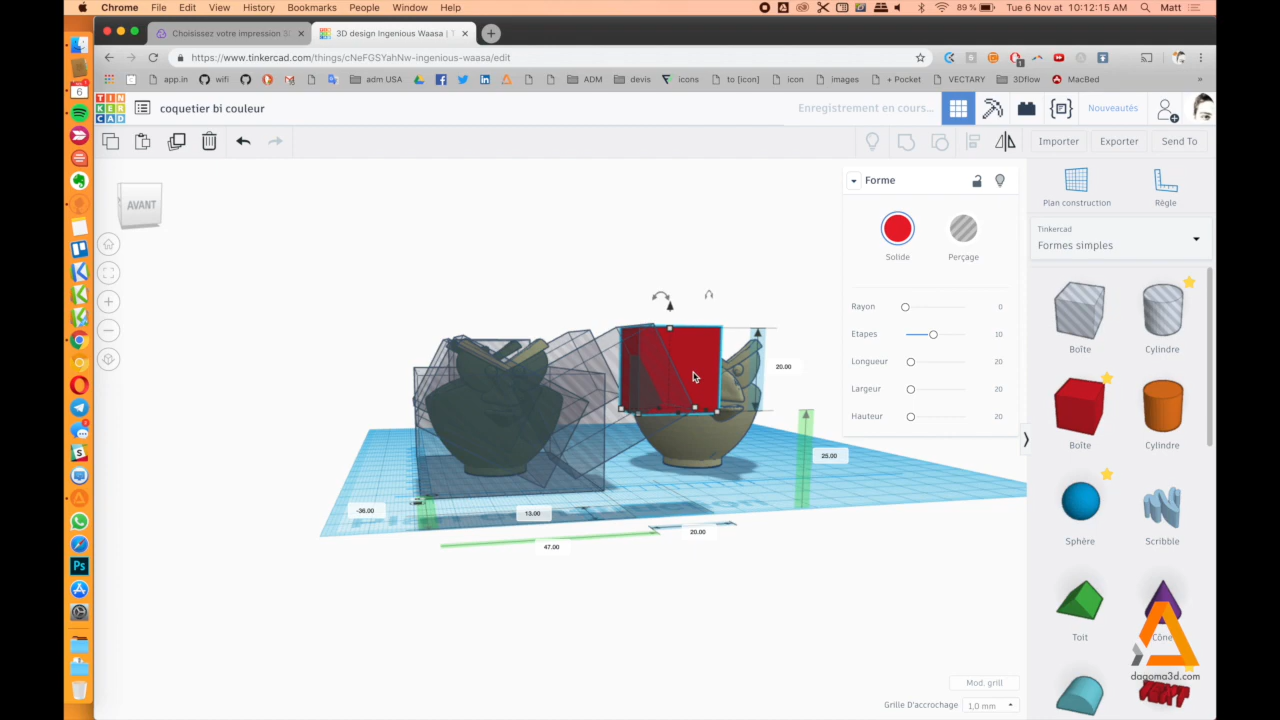 Chrome File Edit View History Bookmarks People Window Help 89 % Tue 6 Nov at 10:12:15 AM Matt
Choisissez votre impression 3 3D design Ingenious Waasa | T
https://www.tinkercad.com/things/cNeFGSYahNw-ingenious-waasa/edit
app.in wifi adm USA ADM devis icons to [icon] icon images + Pocket VECTARY 3Dflow MacBed
TIN KER CAD
coquetier bi couleur
Enregistrement en cours...
Nouveautés
Importer Exporter Send To
AVANT
Forme
Solide Perçage
Rayon 0
Etapes 10
Longueur 20
Largeur 20
Hauteur 20
Plan construction Règle
Tinkercad
Formes simples
Boîte Cylindre
Boîte Cylindre
Sphère Scribble
Toit Cône
TEXT
20.00
25.00
-36.00
13.00
20.00
47.00
dagoma3d.com
Mod. grill
Grille D'accrochage 1,0 mm